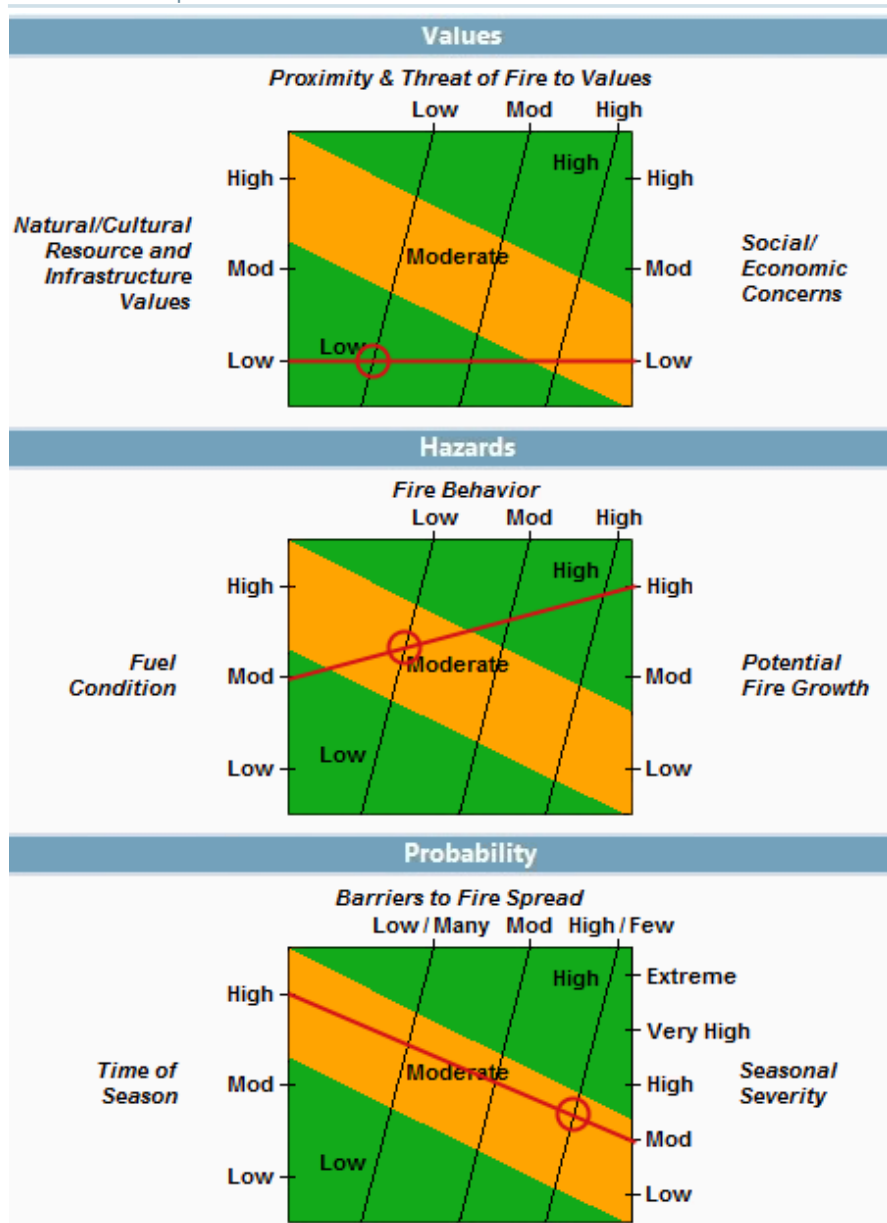 Values
Proximity & Threat of Fire to Values
Low Mod High
High High High
Natural/Cultural
Resource and
Infrastructure
Values
Moderate
Social/
Economic
Concerns
Mod Mod
Low
Low Low
Hazards
Fire Behavior
Low Mod High
High High High
Fuel
Condition
Moderate
Potential
Fire Growth
Mod Mod
Low
Low Low
Probability
Barriers to Fire Spread
Low / Many Mod High / Few
High Extreme
High
Very High
Time of
Season
Moderate
Seasonal
Severity
Mod High
Mod
Low
Low Low